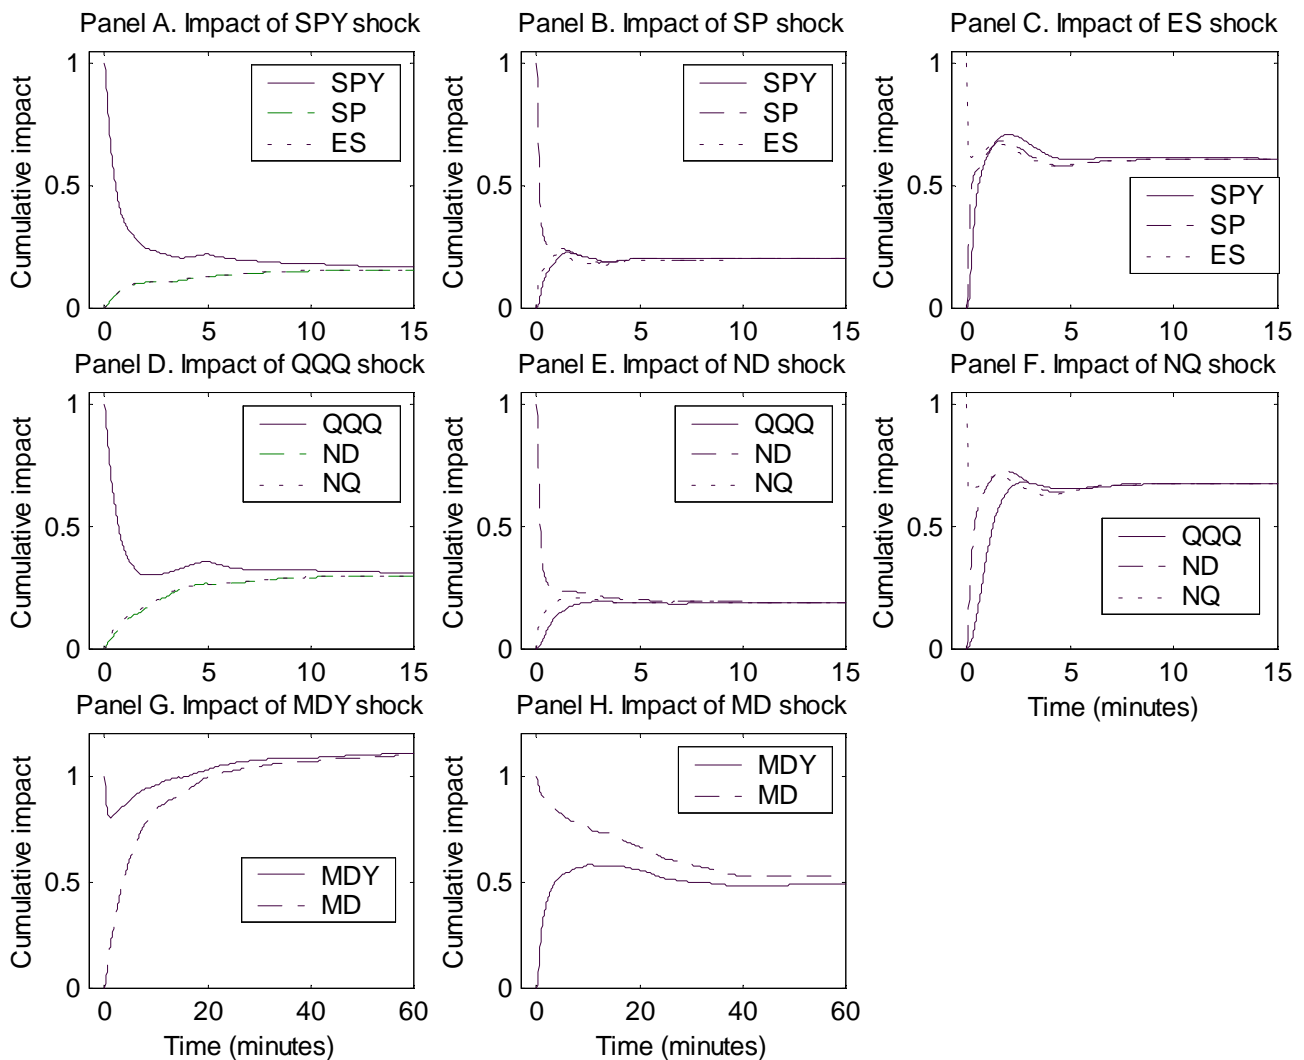 Panel A. Impact of SPY shock
Cumulative impact
1
0.5
0
SPY
SP
ES
0
5
10
15
Panel B. Impact of SP shock
Cumulative impact
1
0.5
0
SPY
SP
ES
0
5
10
15
Panel C. Impact of ES shock
Cumulative impact
1
0.5
0
SPY
SP
ES
0
5
10
15
Panel D. Impact of QQQ shock
Cumulative impact
1
0.5
0
QQQ
ND
NQ
0
5
10
15
Panel E. Impact of ND shock
Cumulative impact
1
0.5
0
QQQ
ND
NQ
0
5
10
15
Panel F. Impact of NQ shock
Cumulative impact
1
0.5
0
QQQ
ND
NQ
0
5
10
15
Time (minutes)
Panel G. Impact of MDY shock
Cumulative impact
1
0.5
0
MDY
MD
0
20
40
60
Time (minutes)
Panel H. Impact of MD shock
Cumulative impact
1
0.5
0
MDY
MD
0
20
40
60
Time (minutes)